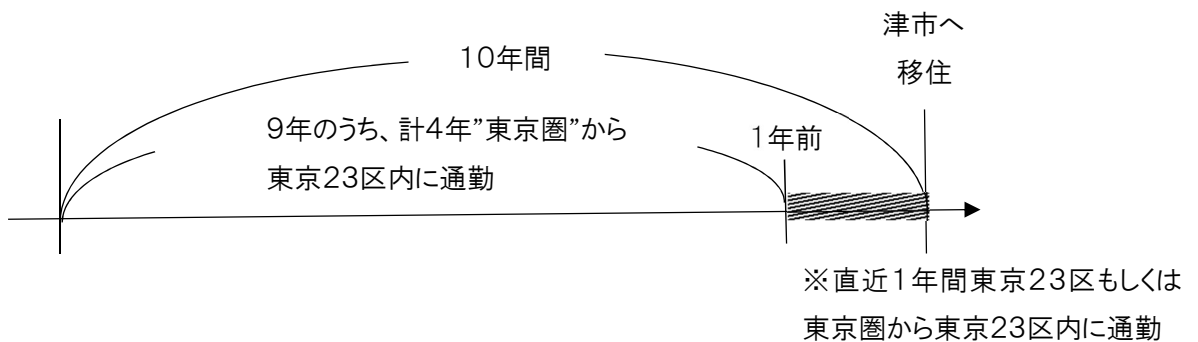 津市へ
移住
10年間
9年のうち、計4年”東京圏”から
東京23区内に通勤
1年前
※直近1年間東京23区もしくは
東京圏から東京23区内に通勤